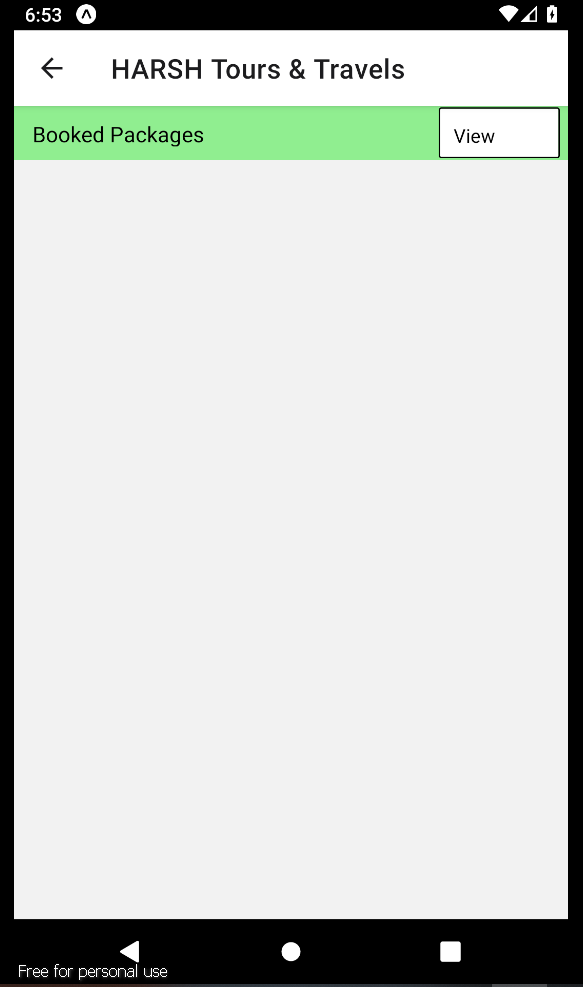 6:53
HARSH Tours & Travels
Booked Packages
View
Free for personal use